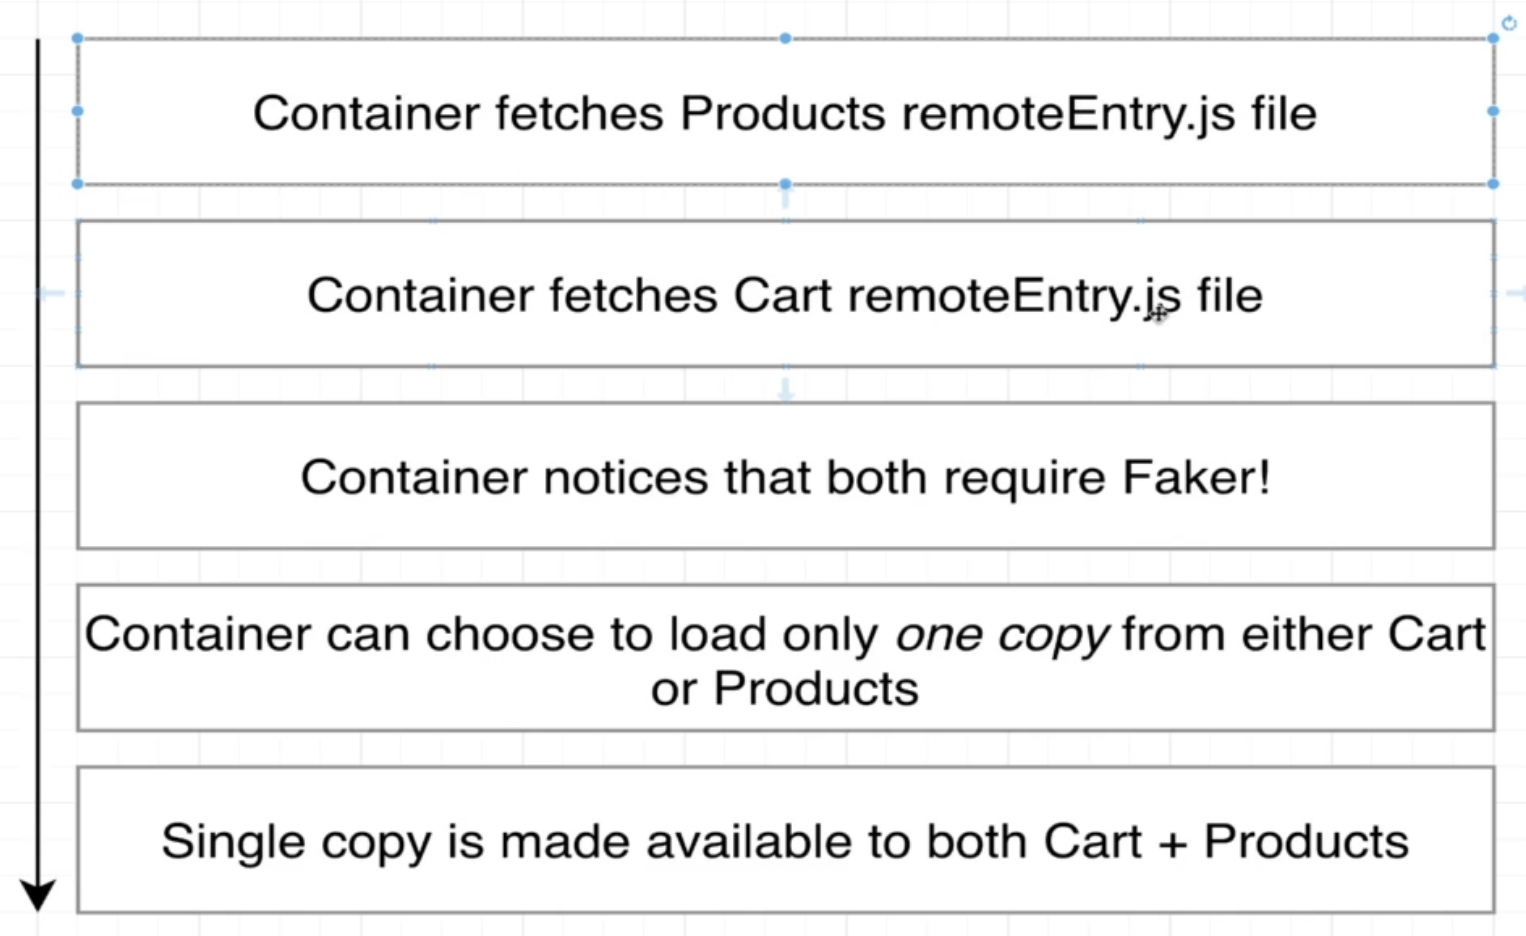 Container fetches Products remoteEntry.js file
Container fetches Cart remoteEntry.js file
Container notices that both require Faker!
Container can choose to load only one copy from either Cart
or Products
Single copy is made available to both Cart + Products